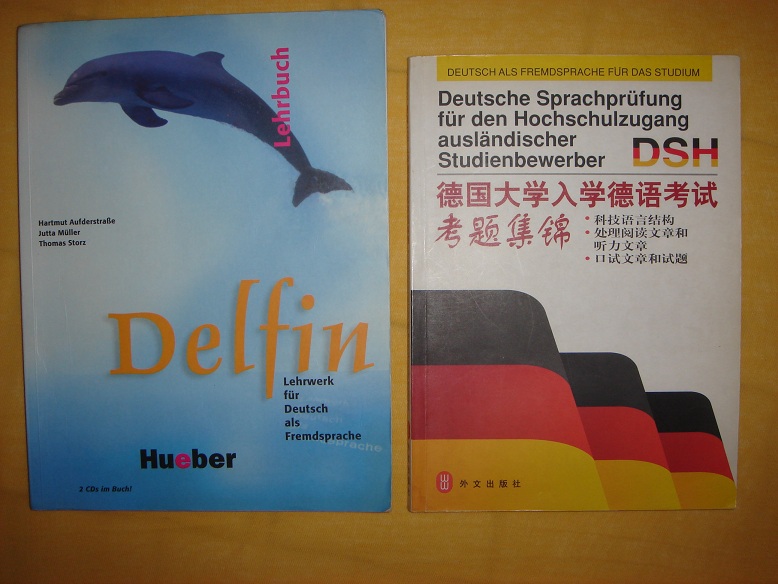 Lehrbuch
Hartmut Aufderstraße
Jutta Müller
Thomas Storz
Delfin
Lehrwerk
für
Deutsch
als
Fremdsprache
sprache
Hueber
2 CDs im Buch!
DEUTSCH ALS FREMDSPRACHE FÜR DAS STUDIUM
Deutsche Sprachprüfung
für den Hochschulzugang
ausländischer
Studienbewerber DSH
德国大学入学德语考试
考题集锦
• 科技语言结构
• 处理阅读文章和
听力文章
• 口试文章和试题
外文出版社